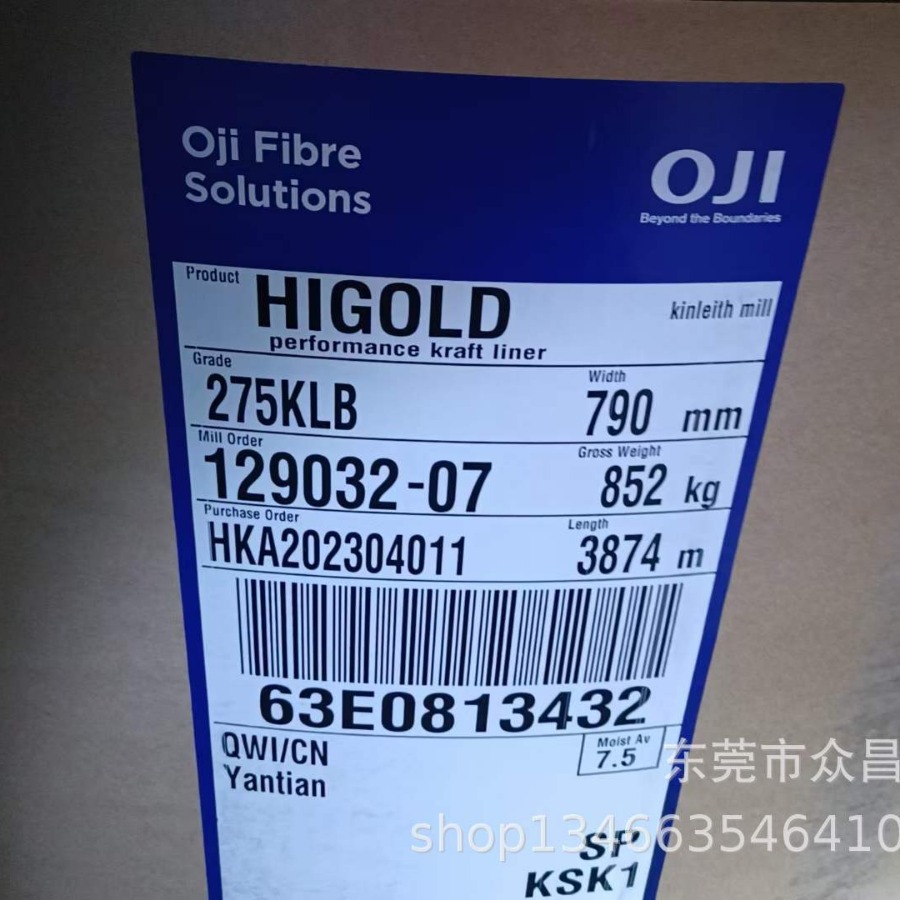 Oji Fibre
Solutions
OJI
Beyond the Boundaries
Product
HIGOLD
kinleith mill
performance kraft liner
Grade
275KLB
Width
790 mm
Mill Order
129032-07
Gross Weight
852 kg
Purchase Order
HKA202304011
Length
3874 m
63E0813432
QWI/CN
Yantian
Moist Av
7.5
东莞市众昌
shop134663546410
SP
KSK1